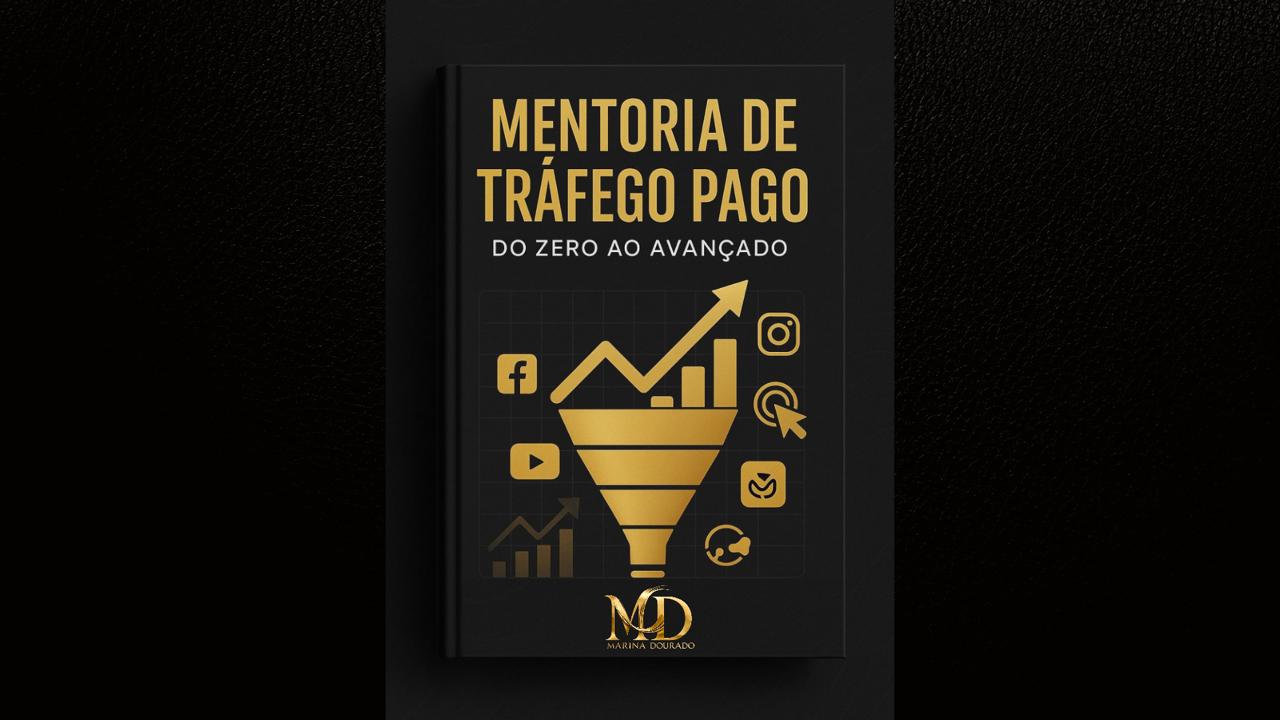 MENTORIA DE
TRÁFEGO PAGO
DO ZERO AO AVANÇADO
MD
MARINA DOURADO